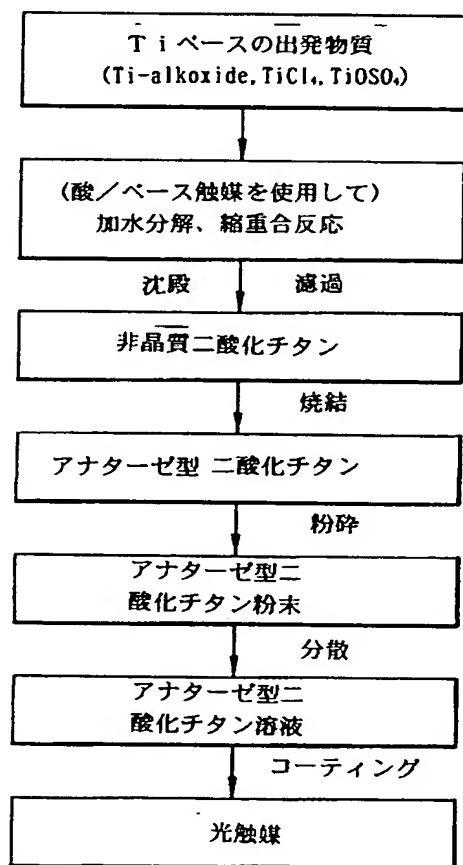 Ｔｉベースの出発物質
(Ti-alkoxide, TiCl₄, TiOSO₄)
(酸／ベース触媒を使用して)
加水分解、縮重合反応
沈殿 濾過
非晶質二酸化チタン
焼結
アナターゼ型 二酸化チタン
粉砕
アナターゼ型二
酸化チタン粉末
分散
アナターゼ型二
酸化チタン溶液
コーティング
光触媒